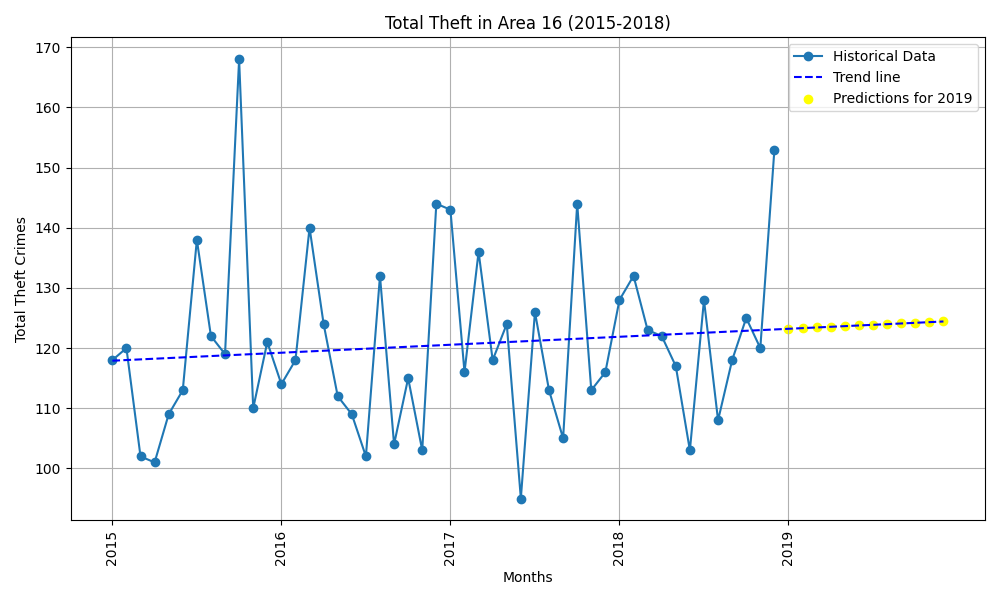 Total Theft in Area 16 (2015-2018)
Historical Data
Trend line
Predictions for 2019
170
160
150
140
130
120
110
100
Total Theft Crimes
2015
2016
2017
2018
2019
Months